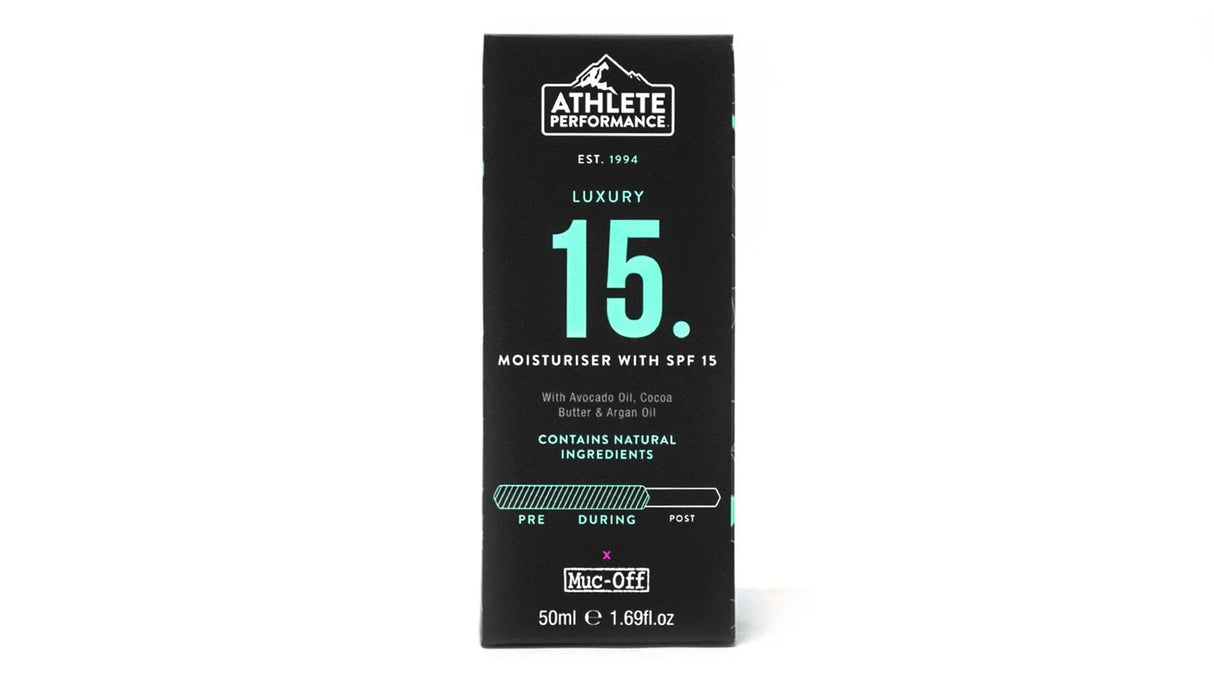 ATHLETE
PERFORMANCE
EST. 1994
LUXURY
15.
MOISTURISER WITH SPF 15
With Avocado Oil, Cocoa
Butter & Argan Oil
CONTAINS NATURAL
INGREDIENTS
PRE DURING POST
x
Muc-Off
50ml ℮ 1.69fl.oz